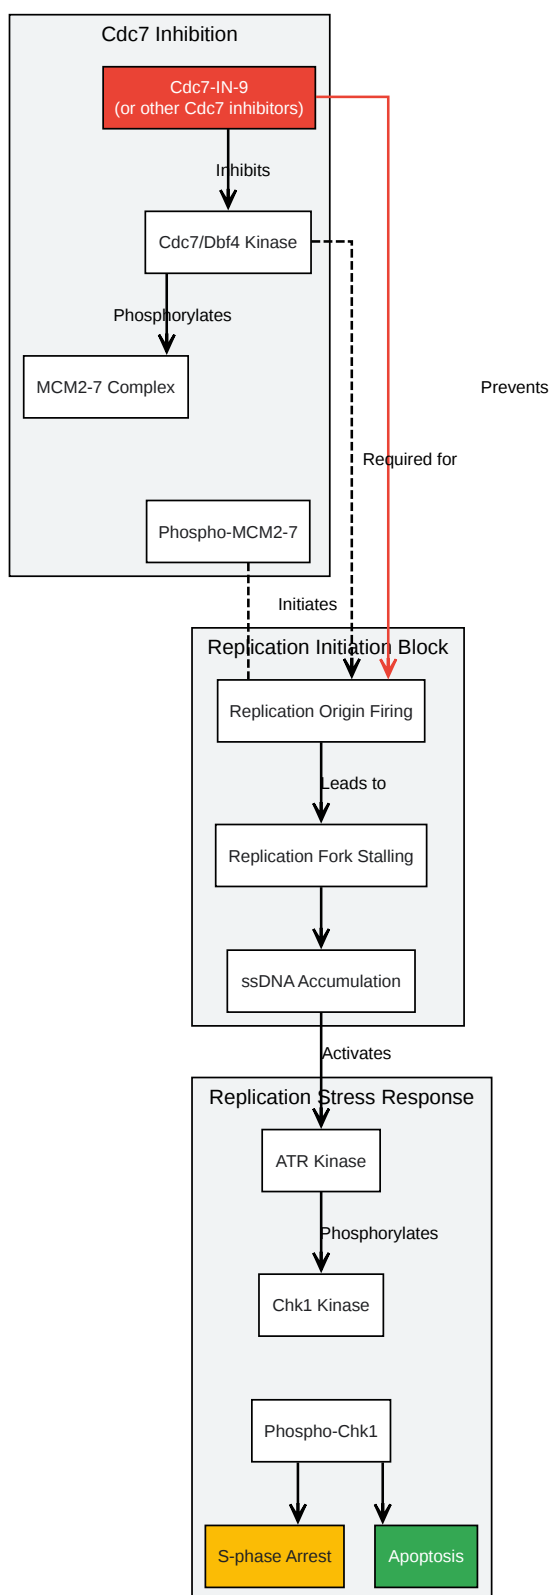 Cdc7 Inhibition
Cdc7-IN-9
(or other Cdc7 inhibitors)
Inhibits
Cdc7/Dbf4 Kinase
Phosphorylates
MCM2-7 Complex
Prevents
Required for
Phospho-MCM2-7
Initiates
Replication Initiation Block
Replication Origin Firing
Leads to
Replication Fork Stalling
ssDNA Accumulation
Activates
Replication Stress Response
ATR Kinase
Phosphorylates
Chk1 Kinase
Phospho-Chk1
S-phase Arrest
Apoptosis